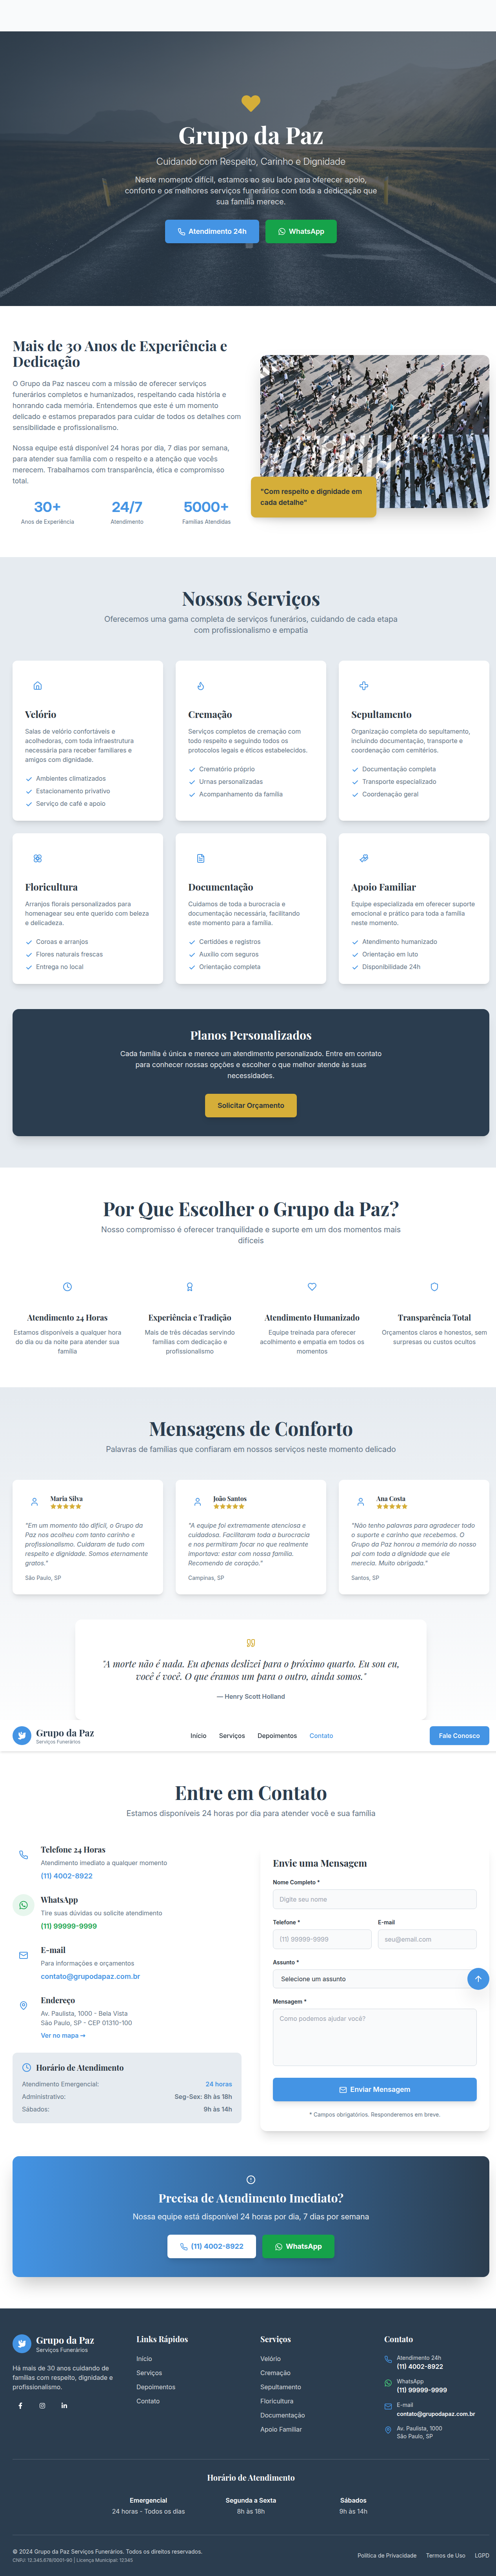 Grupo da Paz
Cuidando com Respeito, Carinho e Dignidade
Neste momento difícil, estamos ao seu lado para oferecer apoio,
conforto e os melhores serviços funerários com toda a dedicação que
sua família merece.
Atendimento 24h
WhatsApp
Mais de 30 Anos de Experiência e
Dedicação
O Grupo da Paz nasceu com a missão de oferecer serviços
funerários completos e humanizados, respeitando cada história e
honrando cada memória. Entendemos que este é um momento
delicado e estamos preparados para cuidar de todos os detalhes com
sensibilidade e profissionalismo.
Nossa equipe está disponível 24 horas por dia, 7 dias por semana,
para atender sua família com o respeito e a atenção que vocês
merecem. Trabalhamos com transparência, ética e compromisso
total.
30+
Anos de Experiência
24/7
Atendimento
5000+
Famílias Atendidas
"Com respeito e dignidade em
cada detalhe"
Nossos Serviços
Oferecemos uma gama completa de serviços funerários, cuidando de cada etapa
com profissionalismo e empatia
Velório
Salas de velório confortáveis e
acolhedoras, com toda infraestrutura
necessária para receber familiares e
amigos com dignidade.
Ambientes climatizados
Estacionamento privativo
Serviço de café e apoio
Cremação
Serviços completos de cremação com
todo respeito e seguindo todos os
protocolos legais e éticos estabelecidos.
Crematório próprio
Urnas personalizadas
Acompanhamento da família
Sepultamento
Organização completa do sepultamento,
incluindo documentação, transporte e
coordenação com cemitérios.
Documentação completa
Transporte especializado
Coordenação geral
Floricultura
Arranjos florais personalizados para
homenagear seu ente querido com beleza
e delicadeza.
Coroas e arranjos
Flores naturais frescas
Entrega no local
Documentação
Cuidamos de toda a burocracia e
documentação necessária, facilitando
este momento para a família.
Certidões e registros
Auxílio com seguros
Orientação completa
Apoio Familiar
Equipe especializada em oferecer suporte
emocional e prático para toda a família
neste momento.
Atendimento humanizado
Orientação em luto
Disponibilidade 24h
Planos Personalizados
Cada família é única e merece um atendimento personalizado. Entre em contato
para conhecer nossas opções e escolher o que melhor atende às suas
necessidades.
Solicitar Orçamento
Por Que Escolher o Grupo da Paz?
Nosso compromisso é oferecer tranquilidade e suporte em um dos momentos mais
difíceis
Atendimento 24 Horas
Estamos disponíveis a qualquer hora
do dia ou da noite para atender sua
família
Experiência e Tradição
Mais de três décadas servindo
famílias com dedicação e
profissionalismo
Atendimento Humanizado
Equipe treinada para oferecer
acolhimento e empatia em todos os
momentos
Transparência Total
Orçamentos claros e honestos, sem
surpresas ou custos ocultos
Mensagens de Conforto
Palavras de famílias que confiaram em nossos serviços neste momento delicado
Maria Silva
"Em um momento tão difícil, o Grupo da
Paz nos acolheu com tanto carinho e
profissionalismo. Cuidaram de tudo com
respeito e dignidade. Somos eternamente
gratos."
São Paulo, SP
João Santos
"A equipe foi extremamente atenciosa e
cuidadosa. Facilitaram toda a burocracia
e nos permitiram focar no que realmente
importava: estar com nossa família.
Recomendo de coração."
Campinas, SP
Ana Costa
"Não tenho palavras para agradecer todo
o suporte e carinho que recebemos. O
Grupo da Paz honrou a memória do nosso
pai com toda a dignidade que ele
merecia. Muito obrigada."
Santos, SP
"A morte não é nada. Eu apenas deslizei para o próximo quarto. Eu sou eu,
você é você. O que éramos um para o outro, ainda somos."
— Henry Scott Holland
Grupo da Paz
Serviços Funerários
Início
Serviços
Depoimentos
Contato
Fale Conosco
Entre em Contato
Estamos disponíveis 24 horas por dia para atender você e sua família
Telefone 24 Horas
Atendimento imediato a qualquer momento
(11) 4002-8922
WhatsApp
Tire suas dúvidas ou solicite atendimento
(11) 99999-9999
E-mail
Para informações e orçamentos
contato@grupodapaz.com.br
Endereço
Av. Paulista, 1000 - Bela Vista
São Paulo, SP - CEP 01310-100
Ver no mapa →
Horário de Atendimento
Atendimento Emergencial: 24 horas
Administrativo: Seg-Sex: 8h às 18h
Sábados: 9h às 14h
Envie uma Mensagem
Nome Completo *
Digite seu nome
Telefone *
(11) 99999-9999
E-mail
seu@email.com
Assunto *
Selecione um assunto
Mensagem *
Como podemos ajudar você?
Enviar Mensagem
* Campos obrigatórios. Responderemos em breve.
Precisa de Atendimento Imediato?
Nossa equipe está disponível 24 horas por dia, 7 dias por semana
(11) 4002-8922
WhatsApp
Grupo da Paz
Serviços Funerários
Há mais de 30 anos cuidando de
famílias com respeito, dignidade e
profissionalismo.
Links Rápidos
Início
Serviços
Depoimentos
Contato
Serviços
Velório
Cremação
Sepultamento
Floricultura
Documentação
Apoio Familiar
Contato
Atendimento 24h
(11) 4002-8922
WhatsApp
(11) 99999-9999
E-mail
contato@grupodapaz.com.br
Av. Paulista, 1000
São Paulo, SP
Horário de Atendimento
Emergencial
24 horas - Todos os dias
Segunda a Sexta
8h às 18h
Sábados
9h às 14h
© 2024 Grupo da Paz Serviços Funerários. Todos os direitos reservados.
CNPJ: 12.345.678/0001-90 | Licença Municipal: 12345
Política de Privacidade
Termos de Uso
LGPD